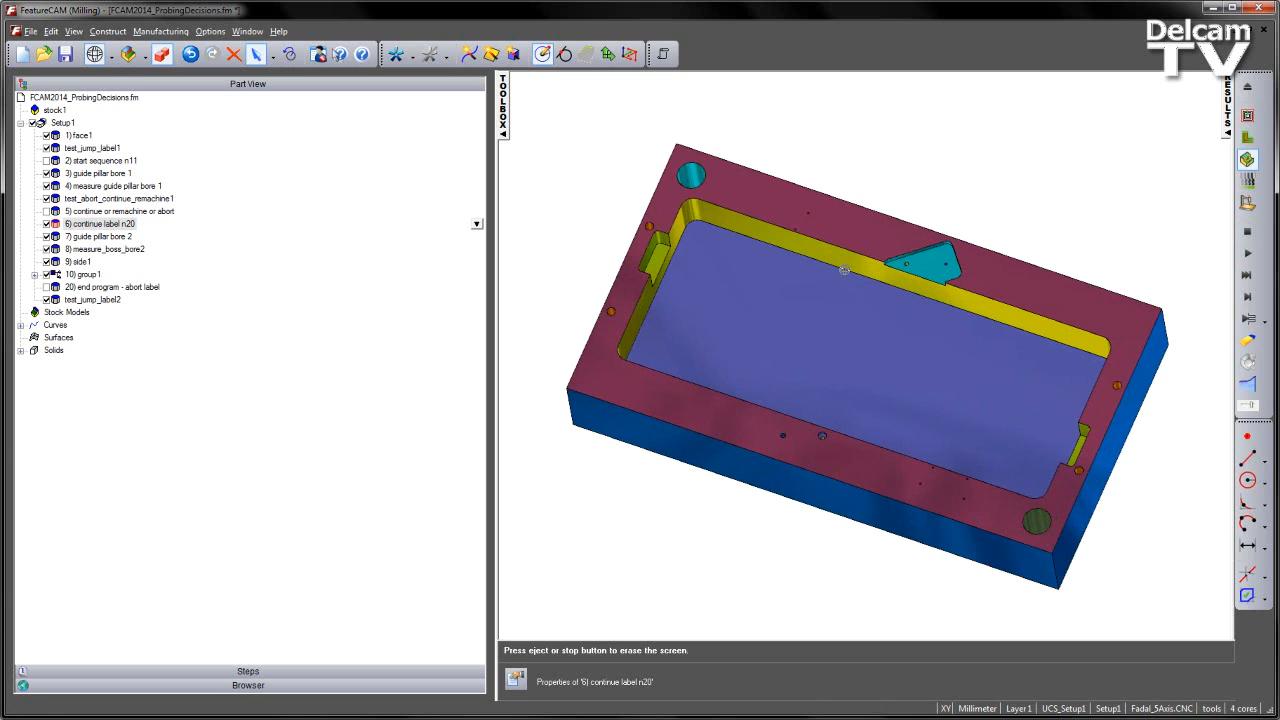 FeatureCAM (Milling) - [FCAM2014_ProbingDecisions.fm *]
Delcam
TV
File Edit View Construct Manufacturing Options Window Help
Part View
FCAM2014_ProbingDecisions.fm
stock1
Setup1
1) face1
test_jump_label1
2) start sequence n11
3) guide pillar bore 1
4) measure guide pillar bore 1
test_abort_continue_remachine1
5) continue or remachine or abort
6) continue label n20
7) guide pillar bore 2
8) measure_boss_bore2
9) side1
10) group1
20) end program - abort label
test_jump_label2
Stock Models
Curves
Surfaces
Solids
Steps
Browser
TOOLBOX
RESULTS
Press eject or stop button to erase the screen.
Properties of '6) continue label n20'
XY Millimeter Layer1 UCS_Setup1 Setup1 Fadal_5Axis.CNC tools 4 cores